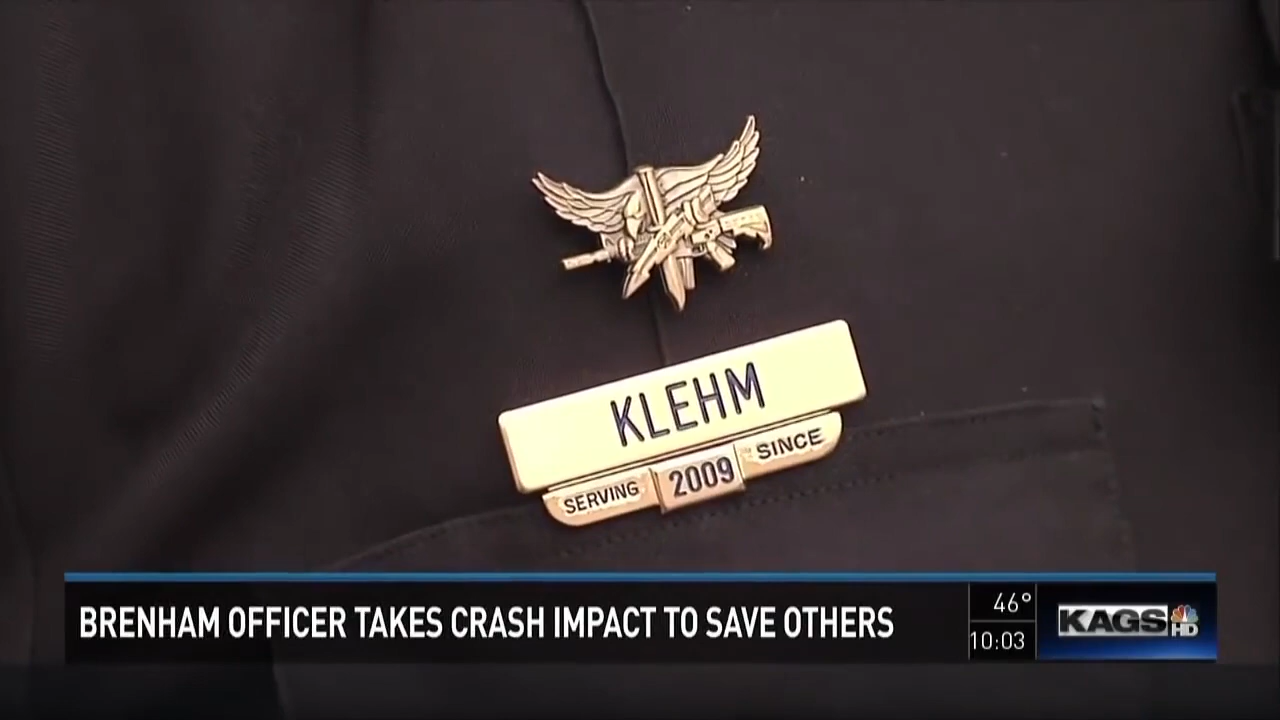 KLEHM
SERVING 2009 SINCE
BRENHAM OFFICER TAKES CRASH IMPACT TO SAVE OTHERS
46°
10:03
KAGS HD